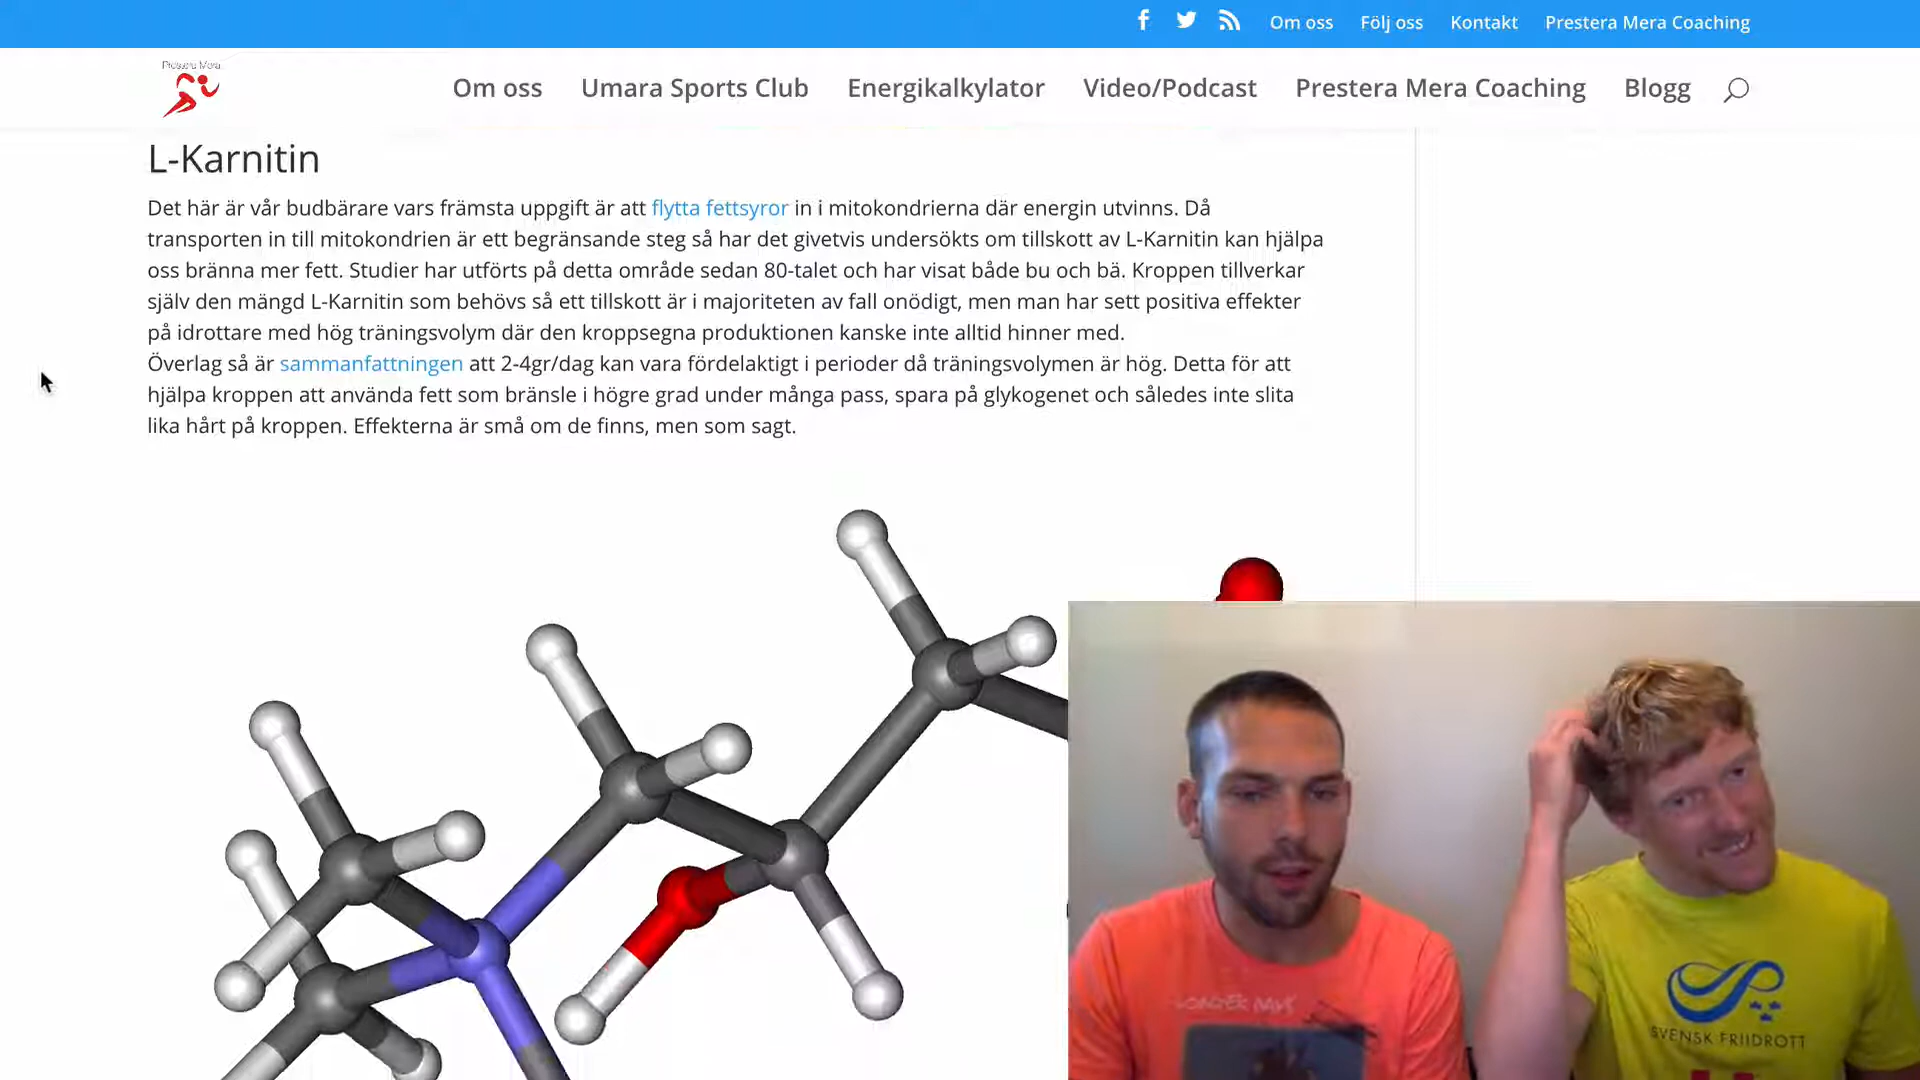 Om oss Följ oss Kontakt Prestera Mera Coaching
Prestera Mera
Om oss Umara Sports Club Energikalkylator Video/Podcast Prestera Mera Coaching Blogg
L-Karnitin
Det här är vår budbärare vars främsta uppgift är att flytta fettsyror in i mitokondrierna där energin utvinns. Då
transporten in till mitokondrien är ett begränsande steg så har det givetvis undersökts om tillskott av L-Karnitin kan hjälpa
oss bränna mer fett. Studier har utförts på detta område sedan 80-talet och har visat både bu och bä. Kroppen tillverkar
själv den mängd L-Karnitin som behövs så ett tillskott är i majoriteten av fall onödigt, men man har sett positiva effekter
på idrottare med hög träningsvolym där den kroppsegna produktionen kanske inte alltid hinner med.
Överlag så är sammanfattningen att 2-4gr/dag kan vara fördelaktigt i perioder då träningsvolymen är hög. Detta för att
hjälpa kroppen att använda fett som bränsle i högre grad under många pass, spara på glykogenet och således inte slita
lika hårt på kroppen. Effekterna är små om de finns, men som sagt.
SVENSK FRIIDROTT